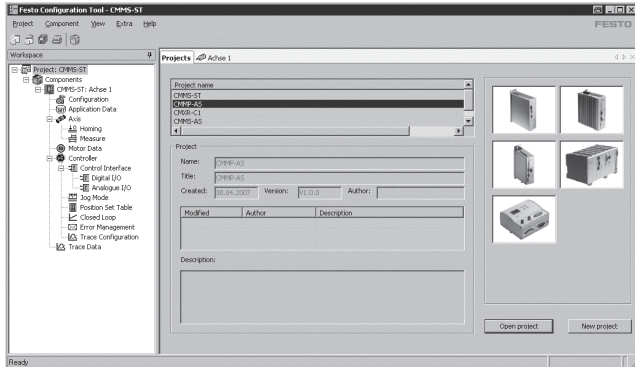 Festo Configuration Tool - CMMS-ST
Project Component View Extra Help
FESTO
Workspace
Project: CMMS-ST
Components
CMMS-ST: Achse 1
Configuration
Application Data
Axis
Homing
Measure
Motor Data
Controller
Control Interface
Digital I/O
Analogue I/O
Jog Mode
Position Set Table
Closed Loop
Error Management
Trace Configuration
Trace Data
Projects Achse 1
Project name
CMMS-ST
CMMP-AS
CMXR-C1
CMMS-AS
Project
Name: CMMP-AS
Title: CMMP-AS
Created: 30.04.2007 Version: V1.0.0 Author:
Modified Author Description
Description:
Open project New project
Ready